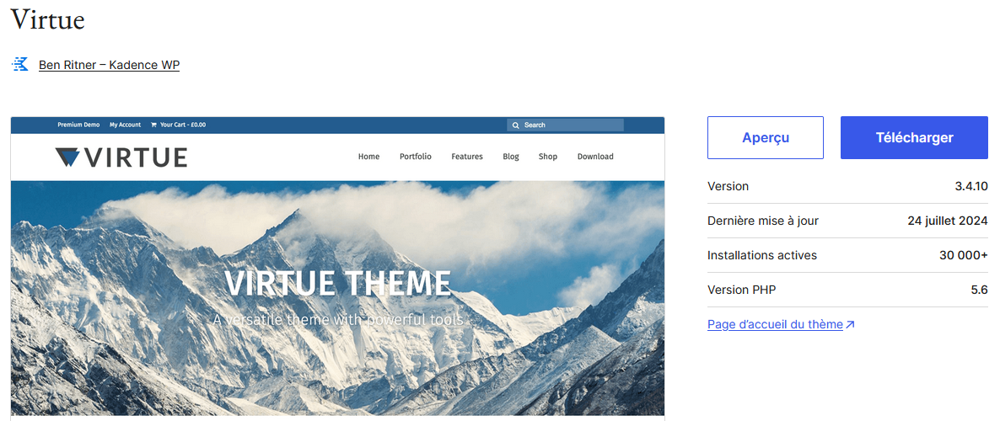 Virtue
Ben Ritner – Kadence WP
Premium Demo My Account Your Cart - £0.00 Search
VIRTUE Home Portfolio Features Blog Shop Download
VIRTUE THEME
A versatile theme with powerful tools
Aperçu Télécharger
Version 3.4.10
Dernière mise à jour 24 juillet 2024
Installations actives 30 000+
Version PHP 5.6
Page d’accueil du thème